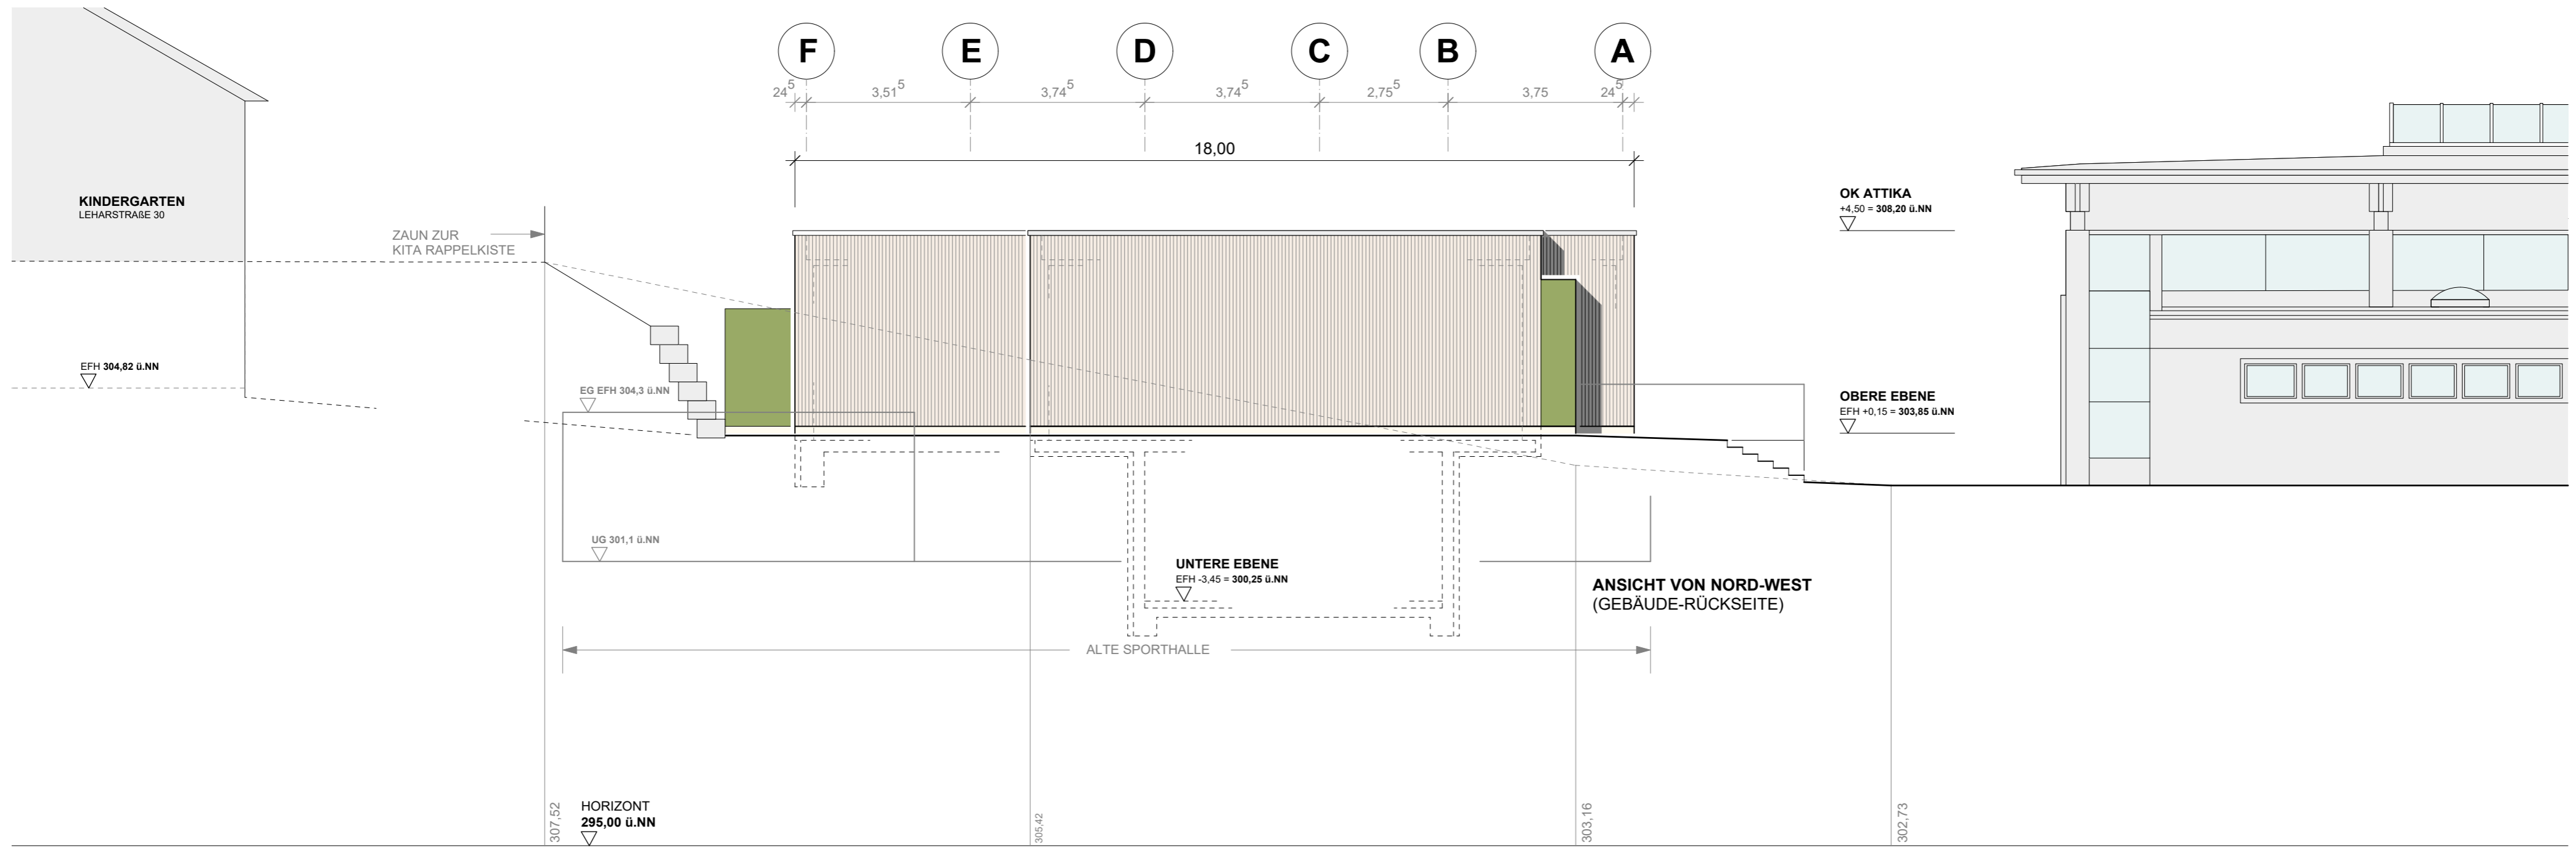 F E D C B A
24⁵ 3,51⁵ 3,74⁵ 3,74⁵ 2,75⁵ 3,75 24⁵
18,00
KINDERGARTEN
LEHARSTRAßE 30
ZAUN ZUR
KITA RAPPELKISTE
OK ATTIKA
+4,50 = 308,20 ü.NN
EFH 304,82 ü.NN
EG EFH 304,3 ü.NN
OBERE EBENE
EFH +0,15 = 303,85 ü.NN
UG 301,1 ü.NN
UNTERE EBENE
EFH -3,45 = 300,25 ü.NN
ANSICHT VON NORD-WEST
(GEBÄUDE-RÜCKSEITE)
ALTE SPORTHALLE
307,52
HORIZONT
295,00 ü.NN
305,42
303,16
302,73